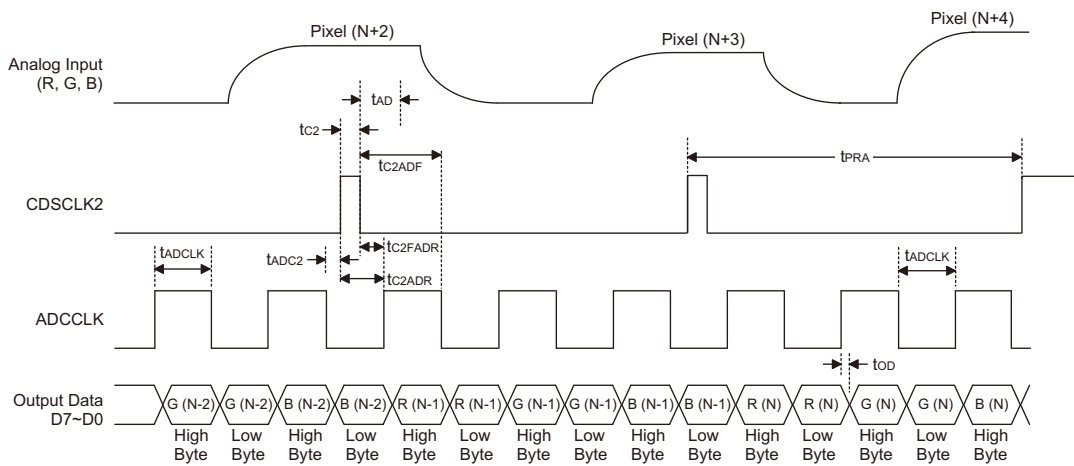 Pixel (N+2)
Pixel (N+3)
Pixel (N+4)
Analog Input
(R, G, B)
tAD
tC2
tC2ADF
tPRA
CDSCLK2
tADCLK
tADC2
tC2FADR
tC2ADR
tADCLK
ADCCLK
tOD
Output Data
D7~D0
G (N-2) G (N-2) B (N-2) B (N-2) R (N-1) R (N-1) G (N-1) G (N-1) B (N-1) B (N-1) R (N) R (N) G (N) G (N) B (N)
High Low High Low High Low High Low High Low High Low High Low High
Byte Byte Byte Byte Byte Byte Byte Byte Byte Byte Byte Byte Byte Byte Byte